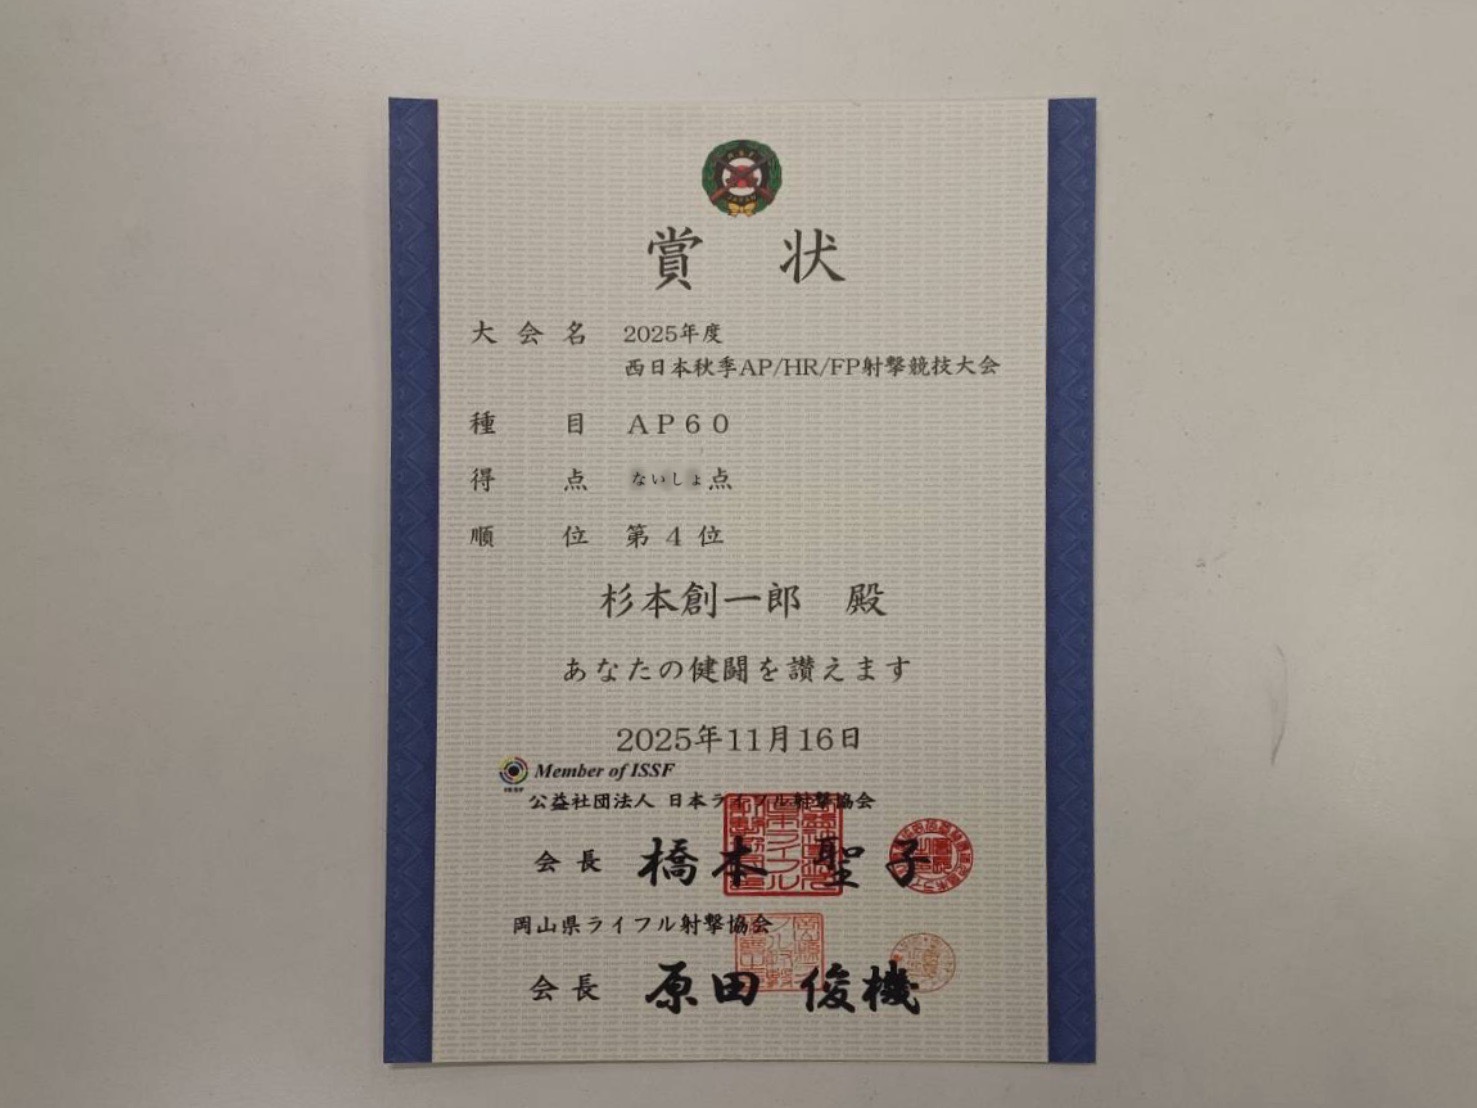 賞状
大会名 2025年度
西日本秋季AP/HR/FP射撃競技大会
種目 AP60
得点 ないしょ点
順位 第4位
杉本創一郎 殿
あなたの健闘を讃えます
2025年11月16日
Member of ISSF
公益社団法人 日本ライフル射撃協会
会長 橋本 聖子
岡山県ライフル射撃協会
会長 原田 俊機